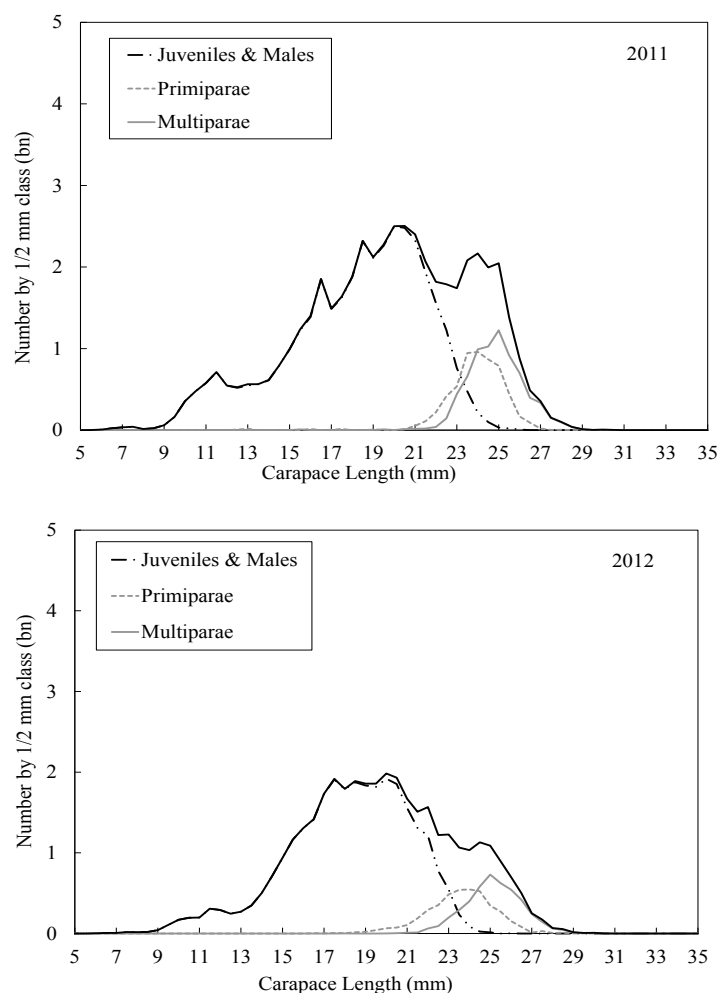 5
Juveniles & Males
2011
Primiparae
4
Multiparae
3
2
1
0
Number by 1/2 mm class (bn)
5 7 9 11 13 15 17 19 21 23 25 27 29 31 33 35
Carapace Length (mm)
5
Juveniles & Males
2012
Primiparae
4
Multiparae
3
2
1
0
Number by 1/2 mm class (bn)
5 7 9 11 13 15 17 19 21 23 25 27 29 31 33 35
Carapace Length (mm)